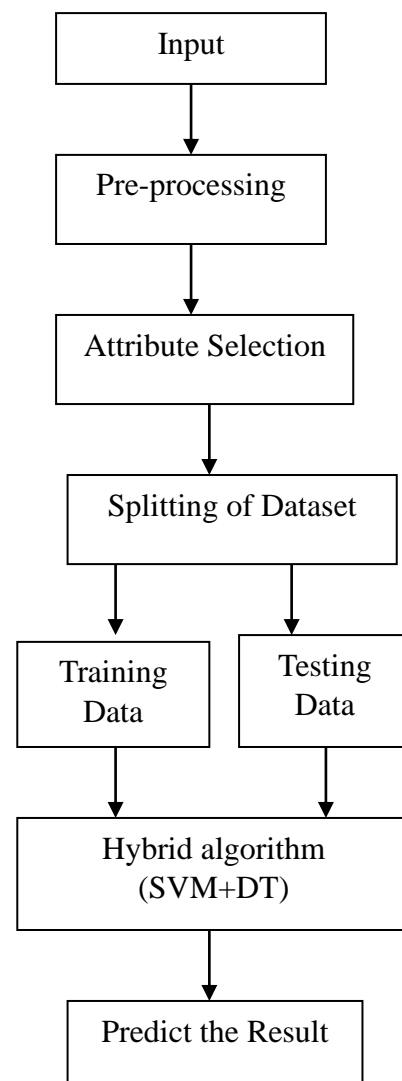 Input
Pre-processing
Attribute Selection
Splitting of Dataset
Training
Data
Testing
Data
Hybrid algorithm
(SVM+DT)
Predict the Result